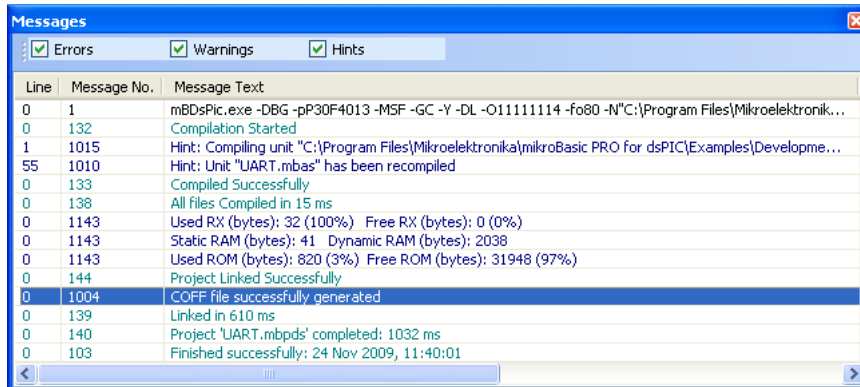 Messages
Errors Warnings Hints
Line Message No. Message Text
0 1 mBDsPic.exe -DBG -pP30F4013 -MSF -GC -Y -DL -O11111114 -fo80 -N"C:\Program Files\Mikroelektronik...
0 132 Compilation Started
1 1015 Hint: Compiling unit "C:\Program Files\Mikroelektronika\mikroBasic PRO for dsPIC\Examples\Developme...
55 1010 Hint: Unit "UART.mbas" has been recompiled
0 133 Compiled Successfully
0 138 All files Compiled in 15 ms
0 1143 Used RX (bytes): 32 (100%) Free RX (bytes): 0 (0%)
0 1143 Static RAM (bytes): 41 Dynamic RAM (bytes): 2038
0 1143 Used ROM (bytes): 820 (3%) Free ROM (bytes): 31948 (97%)
0 144 Project Linked Successfully
0 1004 COFF file successfully generated
0 139 Linked in 610 ms
0 140 Project 'UART.mbpds' completed: 1032 ms
0 103 Finished successfully: 24 Nov 2009, 11:40:01